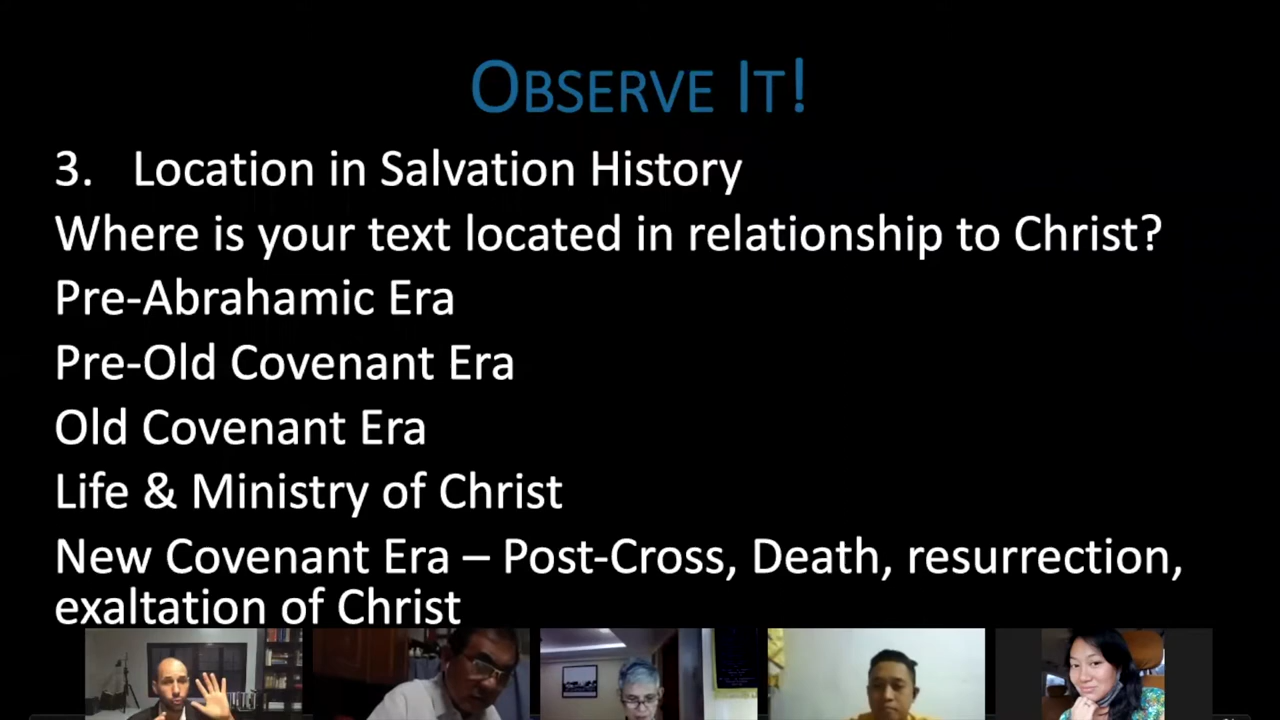 OBSERVE IT!
3. Location in Salvation History
Where is your text located in relationship to Christ?
Pre-Abrahamic Era
Pre-Old Covenant Era
Old Covenant Era
Life & Ministry of Christ
New Covenant Era – Post-Cross, Death, resurrection,
exaltation of Christ